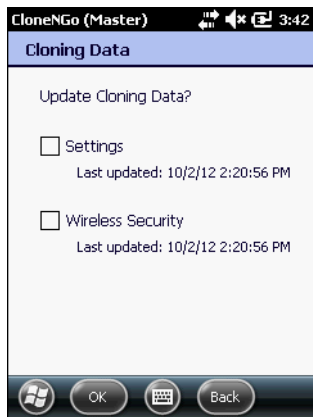 CloneNGo (Master) 3:42
Cloning Data
Update Cloning Data?
Settings
Last updated: 10/2/12 2:20:56 PM
Wireless Security
Last updated: 10/2/12 2:20:56 PM
OK Back